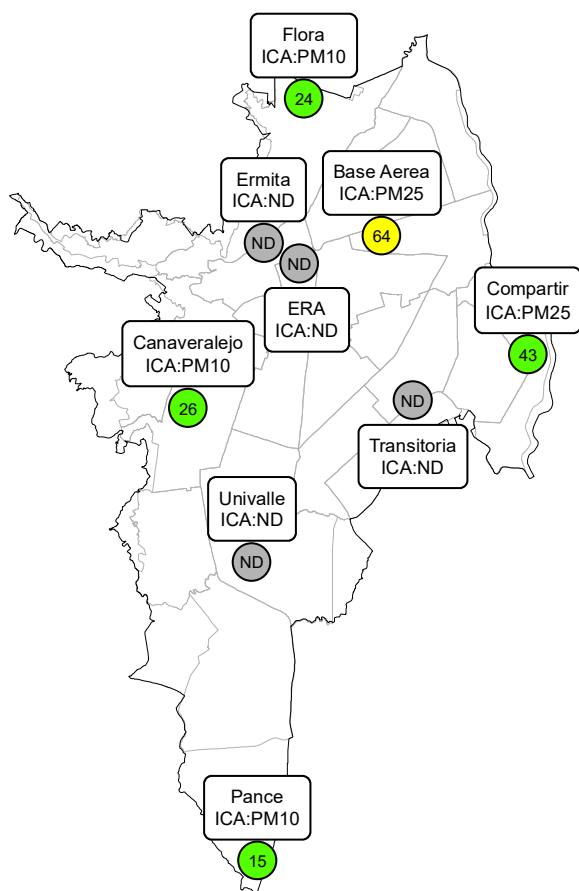 Flora
ICA:PM10
24
Ermita
ICA:ND
ND
Base Aerea
ICA:PM25
64
ND
ERA
ICA:ND
Compartir
ICA:PM25
43
Canaveralejo
ICA:PM10
26
ND
Transitoria
ICA:ND
Univalle
ICA:ND
ND
Pance
ICA:PM10
15